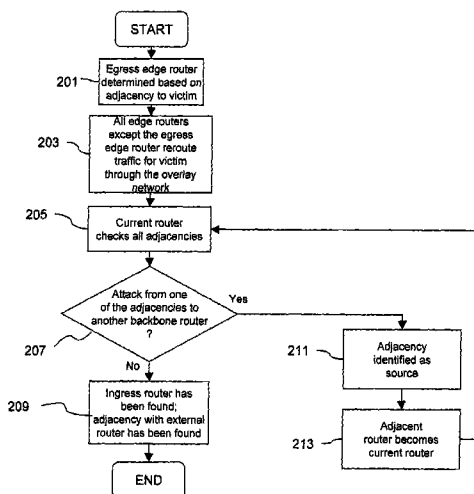 START
201
Egress edge router
determined based on
adjacency to victim
203
All edge routers
except the egress
edge router reroute
traffic for victim
through the overlay
network
205
Current router
checks all adjacencies
Attack from one
of the adjacencies to
another backbone router
?
207
Yes
No
209
Ingress router has
been found;
adjacency with external
router has been found
END
211
Adjacency
identified as
source
213
Adjacent
router becomes
current router